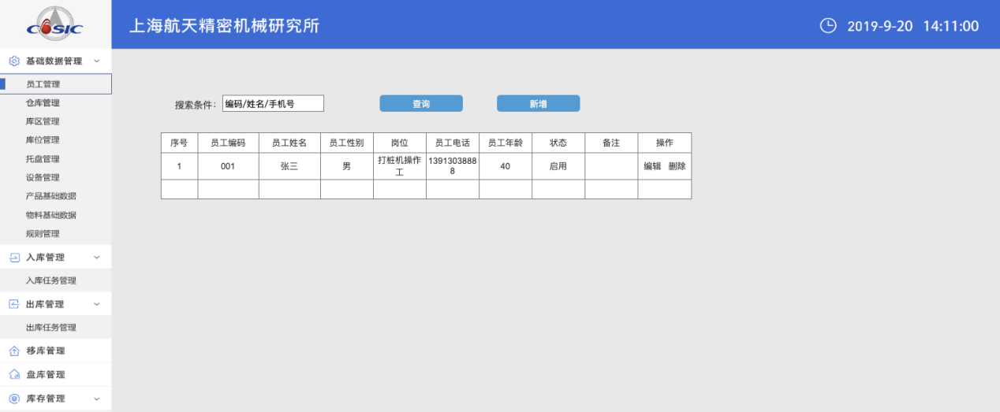 COSIC
上海航天精密机械研究所
2019-9-20 14:11:00
基础数据管理
员工管理
仓库管理
库区管理
库位管理
托盘管理
设备管理
产品基础数据
物料基础数据
规则管理
入库管理
入库任务管理
出库管理
出库任务管理
移库管理
盘库管理
库存管理
搜索条件: 编码/姓名/手机号 查询 新增
序号 员工编码 员工姓名 员工性别 岗位 员工电话 员工年龄 状态 备注 操作
1 001 张三 男 打桩机操作 1391303888 40 启用 编辑 删除
工 8